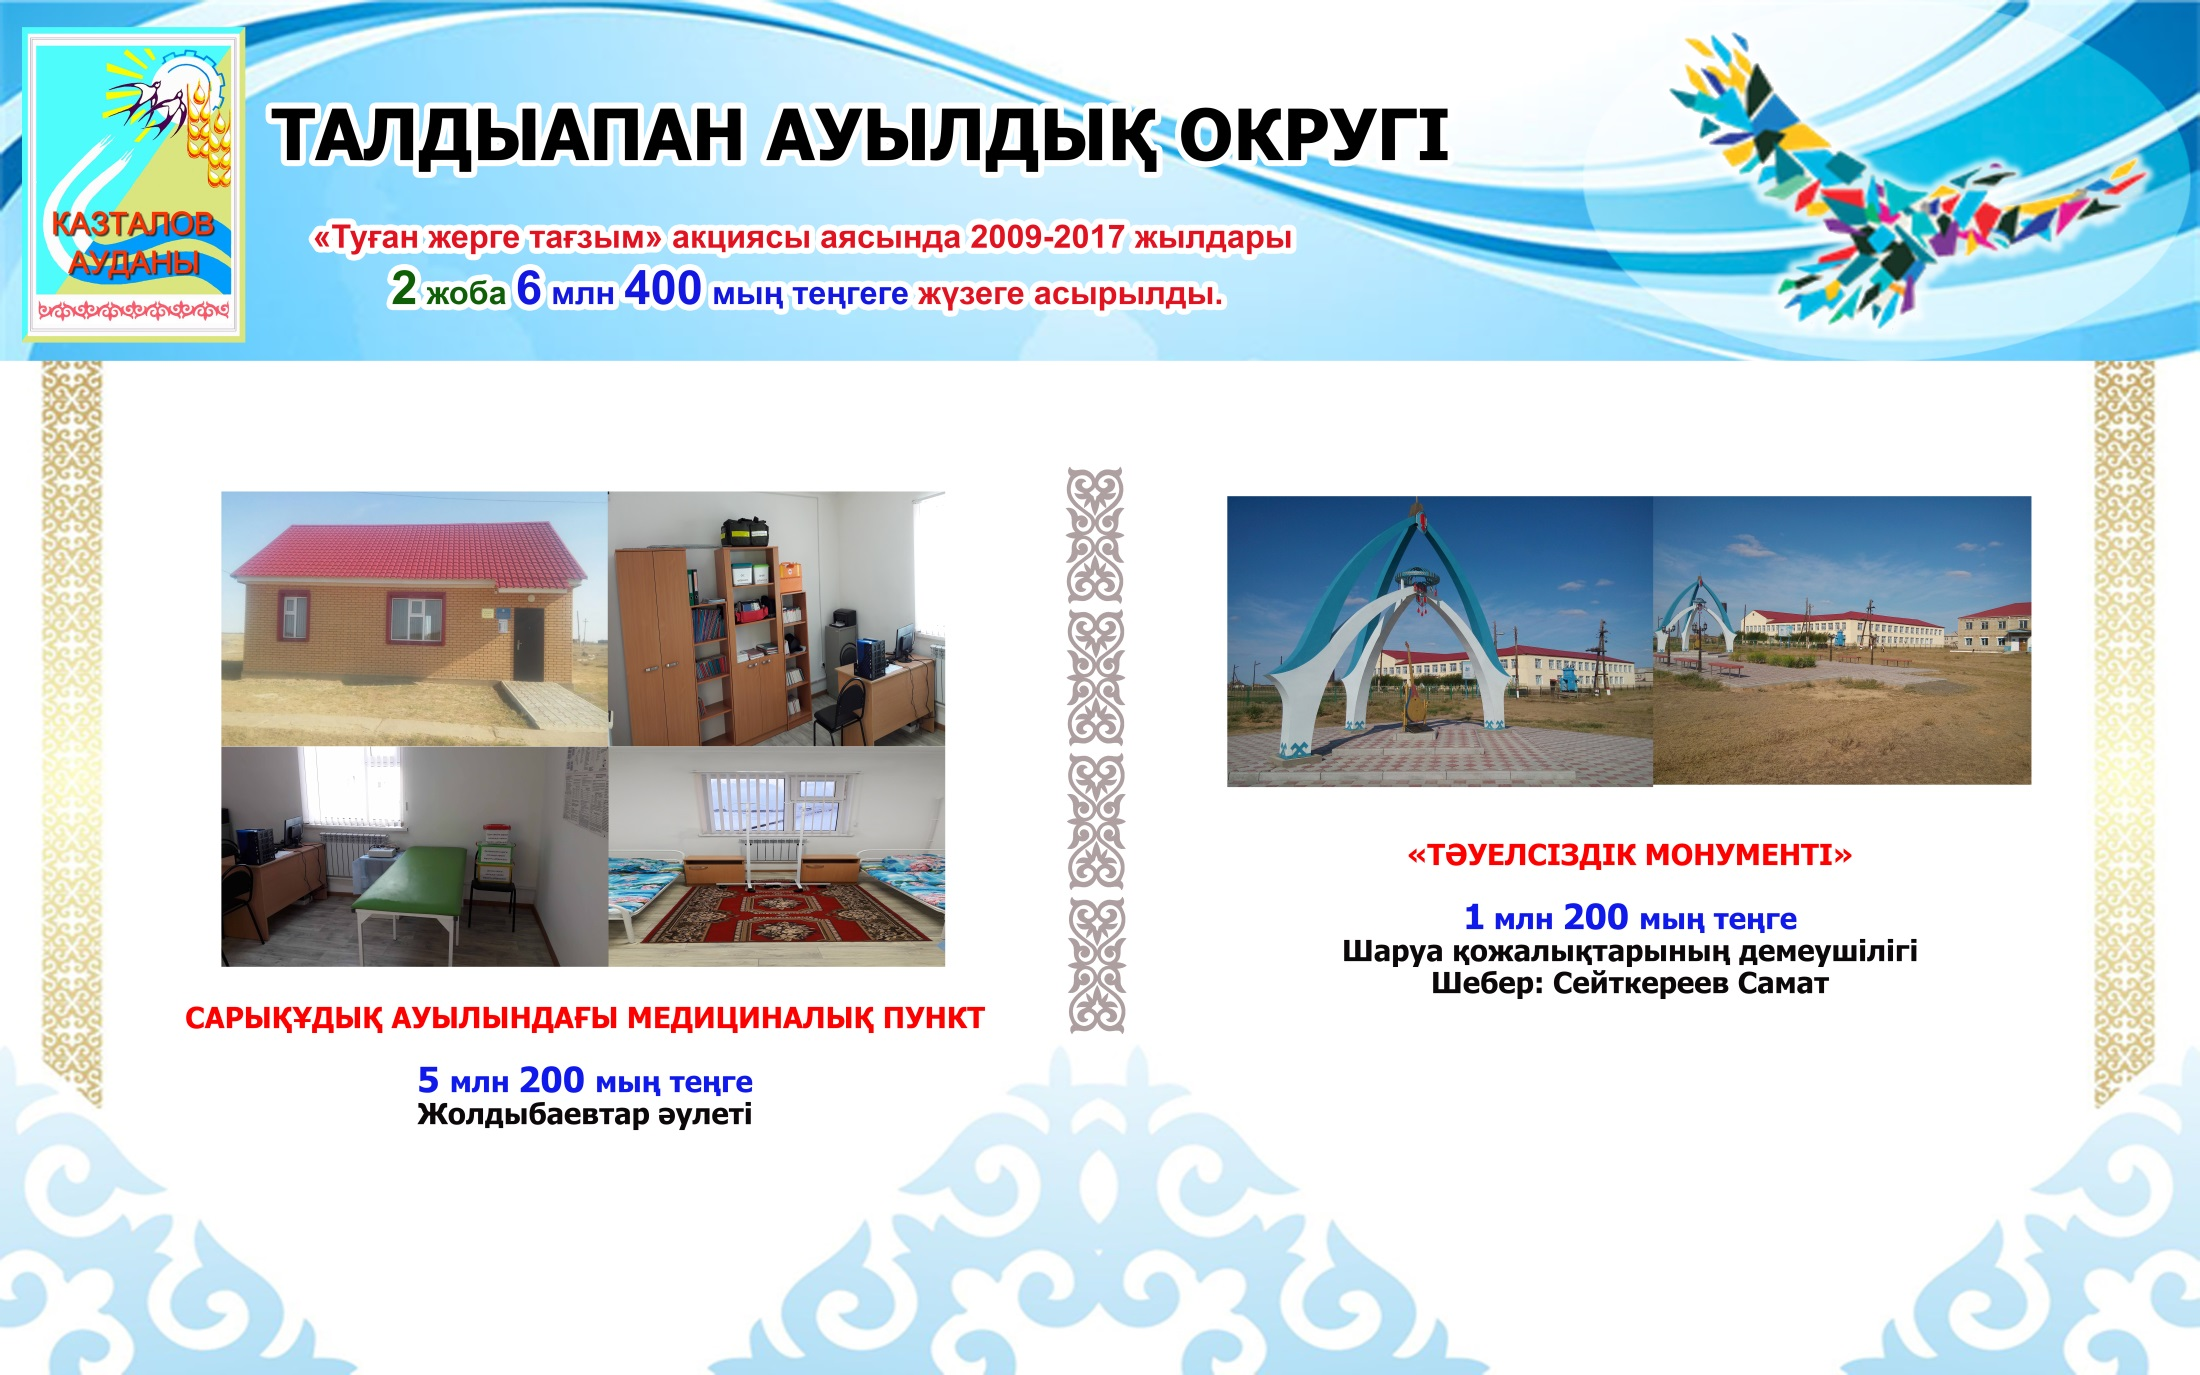 КАЗТАЛОВ
АУДАНЫ
ТАЛДЫАПАН АУЫЛДЫҚ ОКРУГІ
«Туған жерге тағзым» акциясы аясында 2009-2017 жылдары
2 жоба 6 млн 400 мың теңгеге жүзеге асырылды.
САРЫҚҰДЫҚ АУЫЛЫНДАҒЫ МЕДИЦИНАЛЫҚ ПУНКТ
5 млн 200 мың теңге
Жолдыбаевтар әулеті
«ТӘУЕЛСІЗДІК МОНУМЕНТІ»
1 млн 200 мың теңге
Шаруа қожалықтарының демеушілігі
Шебер: Сейткереев Самат